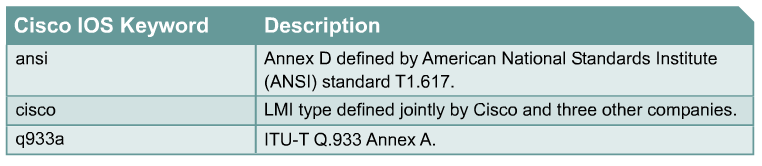 Cisco IOS Keyword Description
ansi Annex D defined by American National Standards Institute
(ANSI) standard T1.617.
cisco LMI type defined jointly by Cisco and three other companies.
q933a ITU-T Q.933 Annex A.